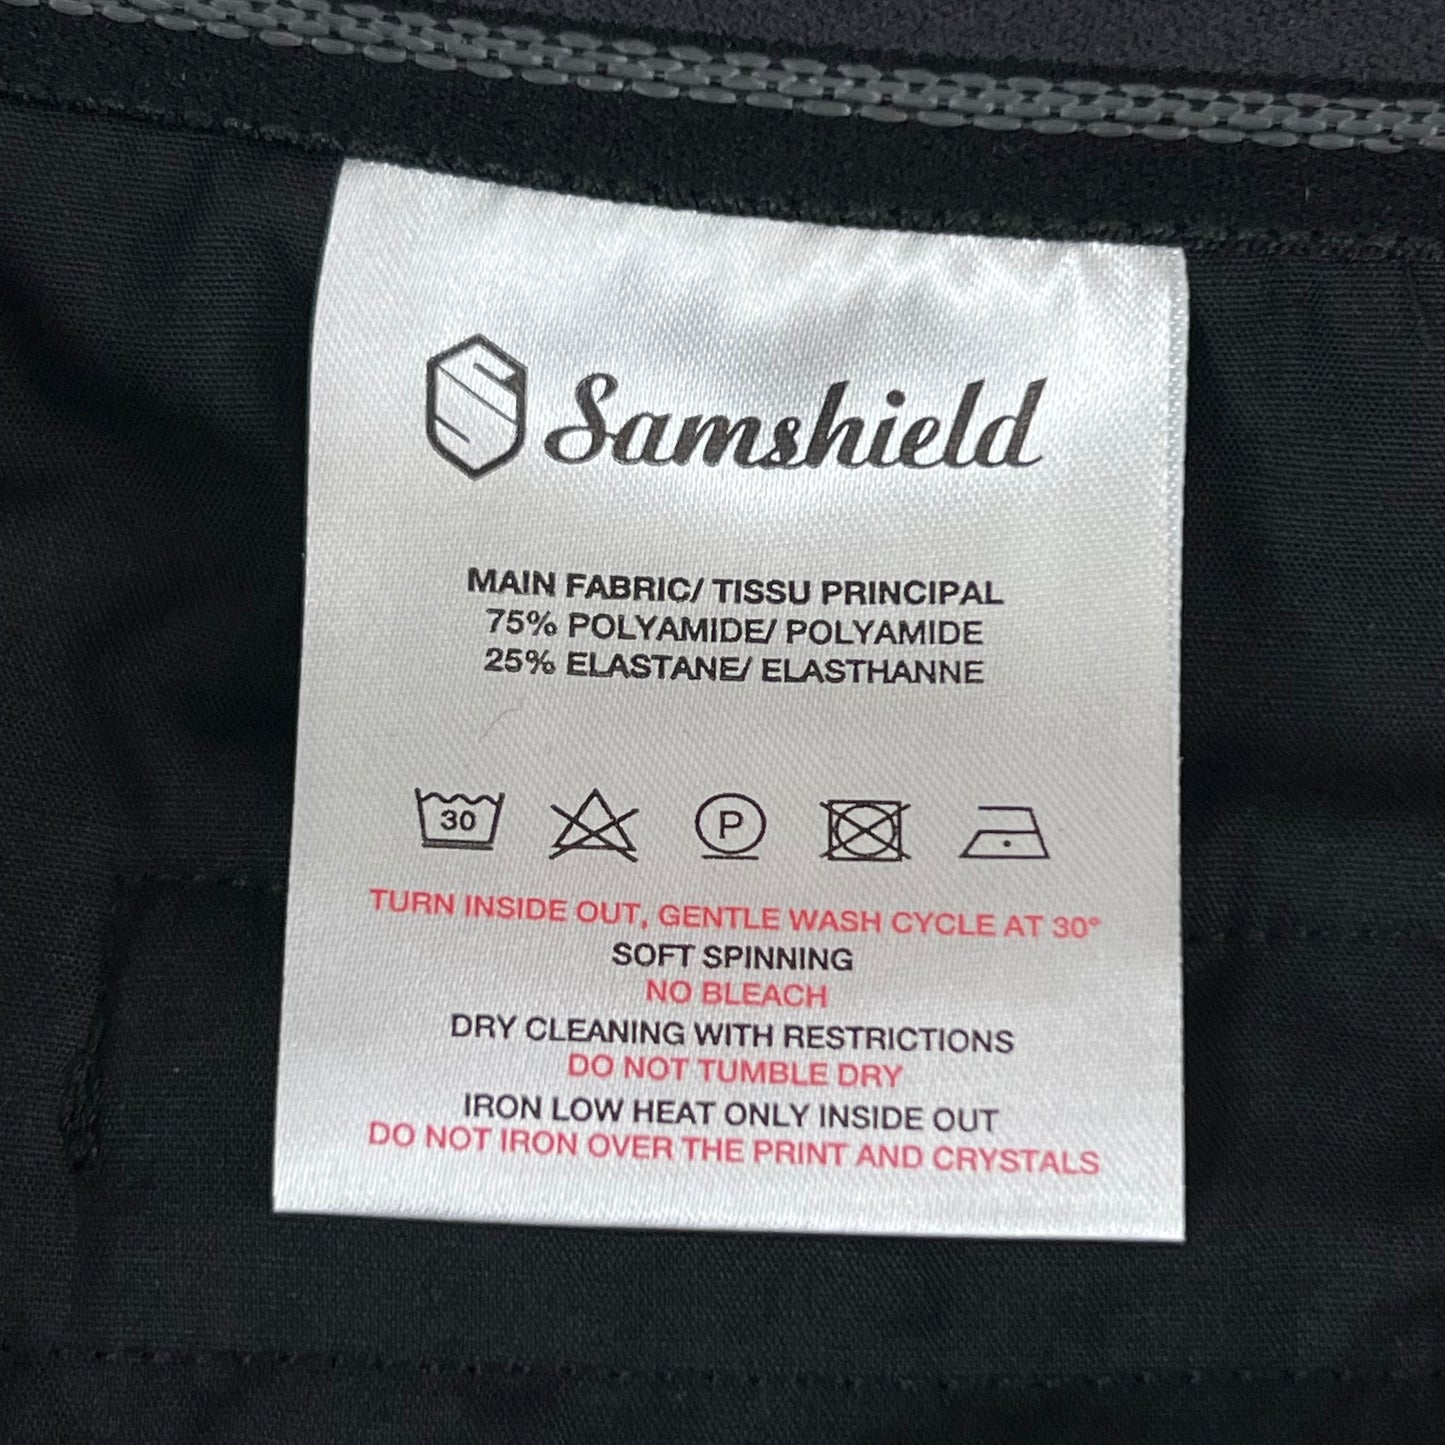 Samshield
MAIN FABRIC/ TISSU PRINCIPAL
75% POLYAMIDE/ POLYAMIDE
25% ELASTANE/ ELASTHANNE
30 P
TURN INSIDE OUT, GENTLE WASH CYCLE AT 30°
SOFT SPINNING
NO BLEACH
DRY CLEANING WITH RESTRICTIONS
DO NOT TUMBLE DRY
IRON LOW HEAT ONLY INSIDE OUT
DO NOT IRON OVER THE PRINT AND CRYSTALS